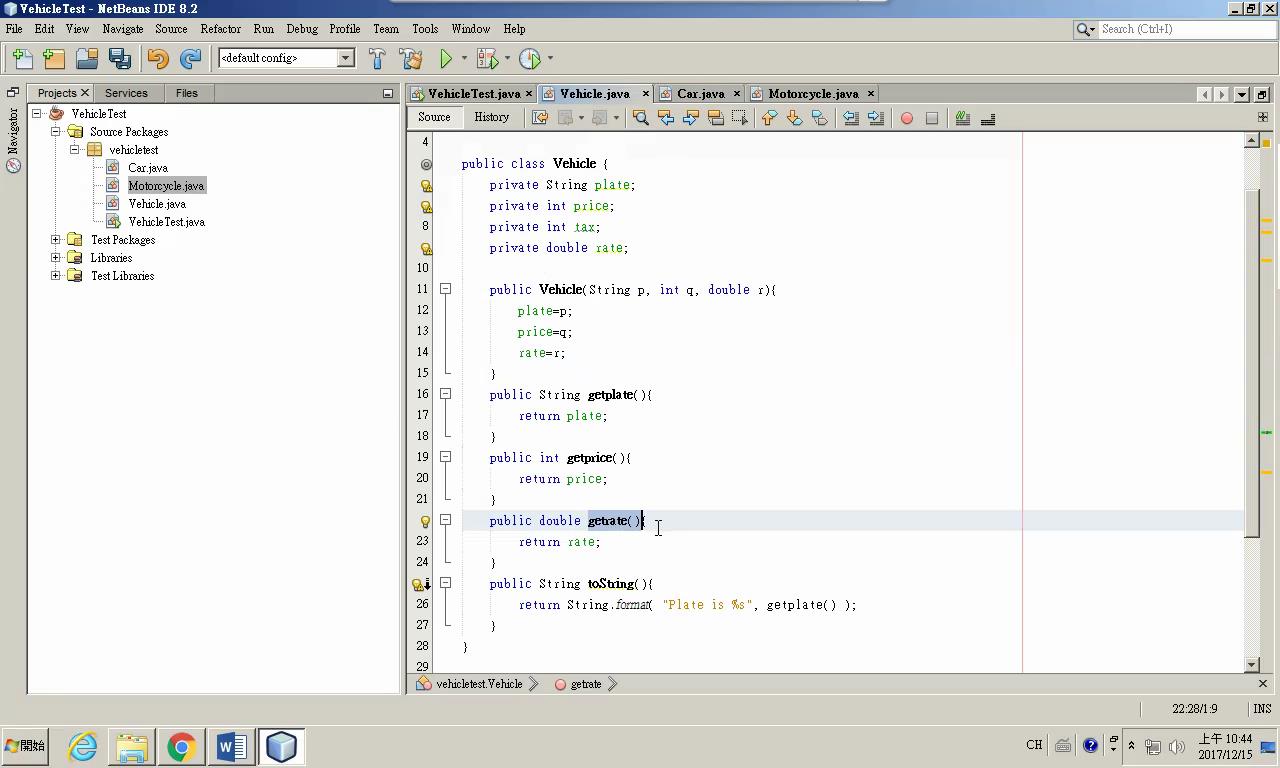 VehicleTest - NetBeans IDE 8.2
File Edit View Navigate Source Refactor Run Debug Profile Team Tools Window Help
Search (Ctrl+I)
<default config>
Projects Services Files
VehicleTest.java Vehicle.java Car.java Motorcycle.java
Navigator
Source History
VehicleTest
Source Packages
vehicletest
Car.java
Motorcycle.java
Vehicle.java
VehicleTest.java
Test Packages
Libraries
Test Libraries
4
public class Vehicle {
private String plate;
private int price;
8 private int tax;
private double rate;
10
11 public Vehicle(String p, int q, double r){
12 plate=p;
13 price=q;
14 rate=r;
15 }
16 public String getplate(){
17 return plate;
18 }
19 public int getprice(){
20 return price;
21 }
public double getrate(){
23 return rate;
24 }
public String toString(){
26 return String.format( "Plate is %s", getplate() );
27 }
28 }
29
vehicletest.Vehicle getrate
22:28/1:9 INS
開始
CH
上午 10:44
2017/12/15